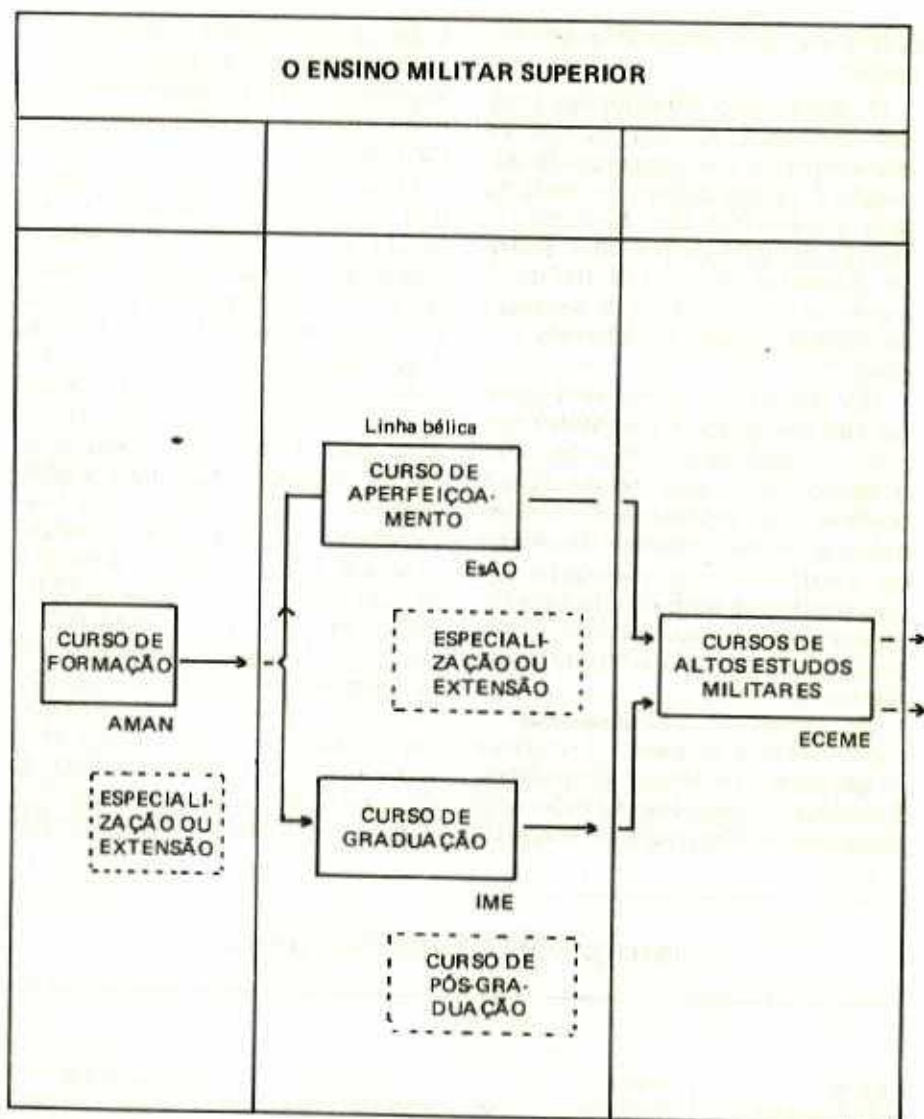 O ENSINO MILITAR SUPERIOR
Linha bélica
CURSO DE
APERFEIÇOA-
MENTO
EsAO
CURSO DE
FORMAÇÃO
AMAN
ESPECIALI-
ZAÇÃO OU
EXTENSÃO
ESPECIALI-
ZAÇÃO OU
EXTENSÃO
CURSOS DE
ALTOS ESTUDOS
MILITARES
ECEME
CURSO DE
GRADUAÇÃO
IME
CURSO DE
PÓS-GRA-
DUAÇÃO